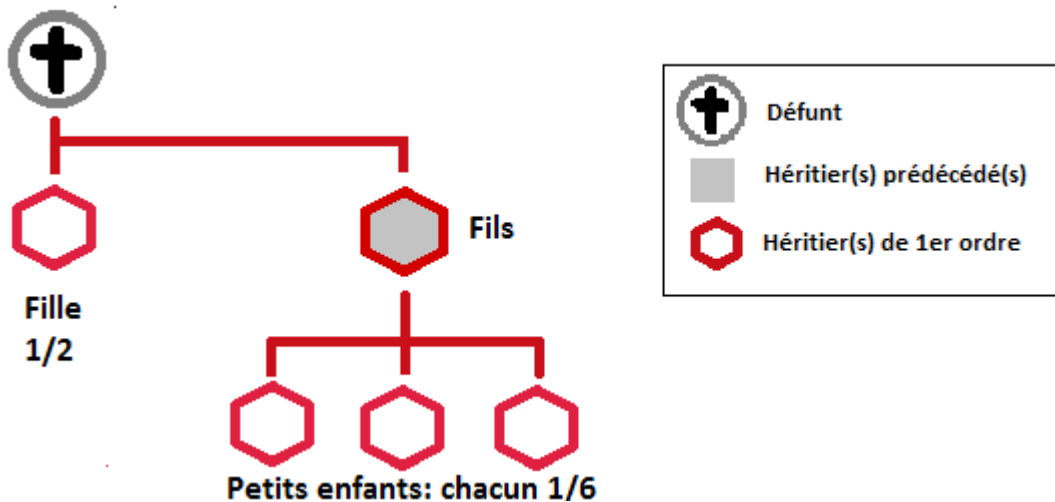 Défunt
Héritier(s) prédécédé(s)
Héritier(s) de 1er ordre
Fils
Fille
1/2
Petits enfants: chacun 1/6